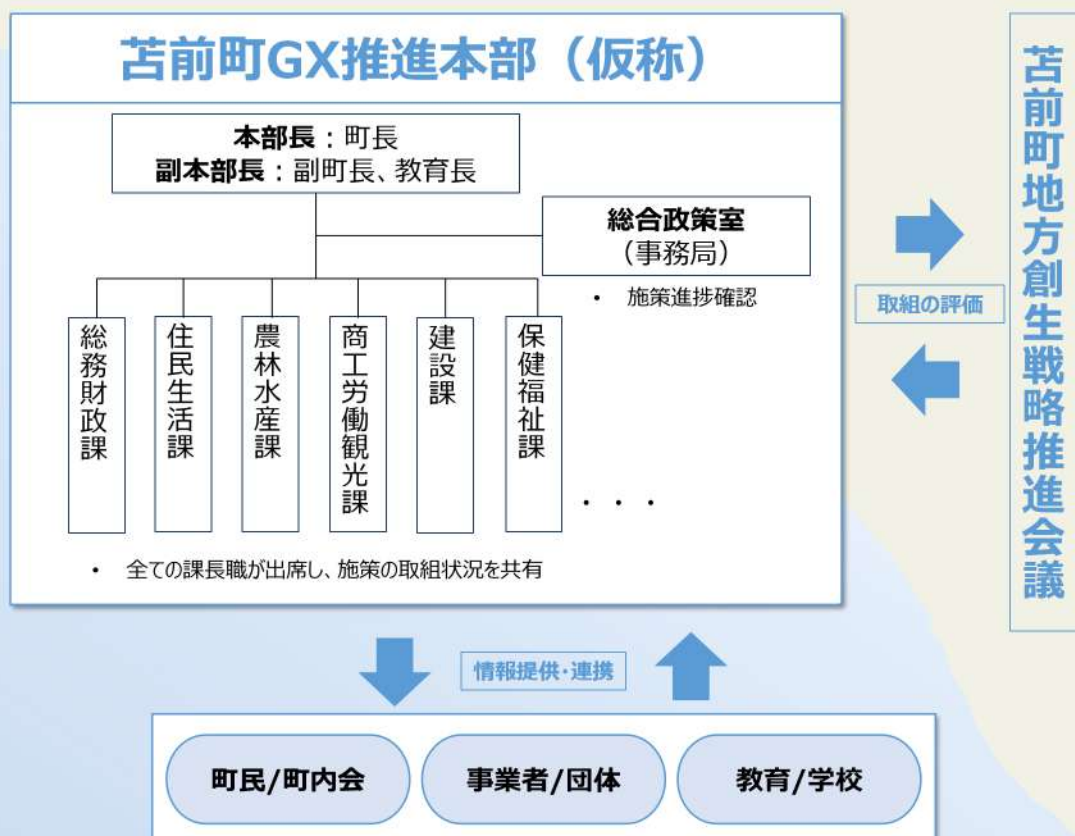 苫前町GX推進本部（仮称）
本部長：町長
副本部長：副町長、教育長
総合政策室
（事務局）
• 施策進捗確認
総務財政課
住民生活課
農林水産課
商工労働観光課
建設課
保健福祉課
・・・
• 全ての課長職が出席し、施策の取組状況を共有
取組の評価
苫前町地方創生戦略推進会議
情報提供・連携
町民/町内会
事業者/団体
教育/学校